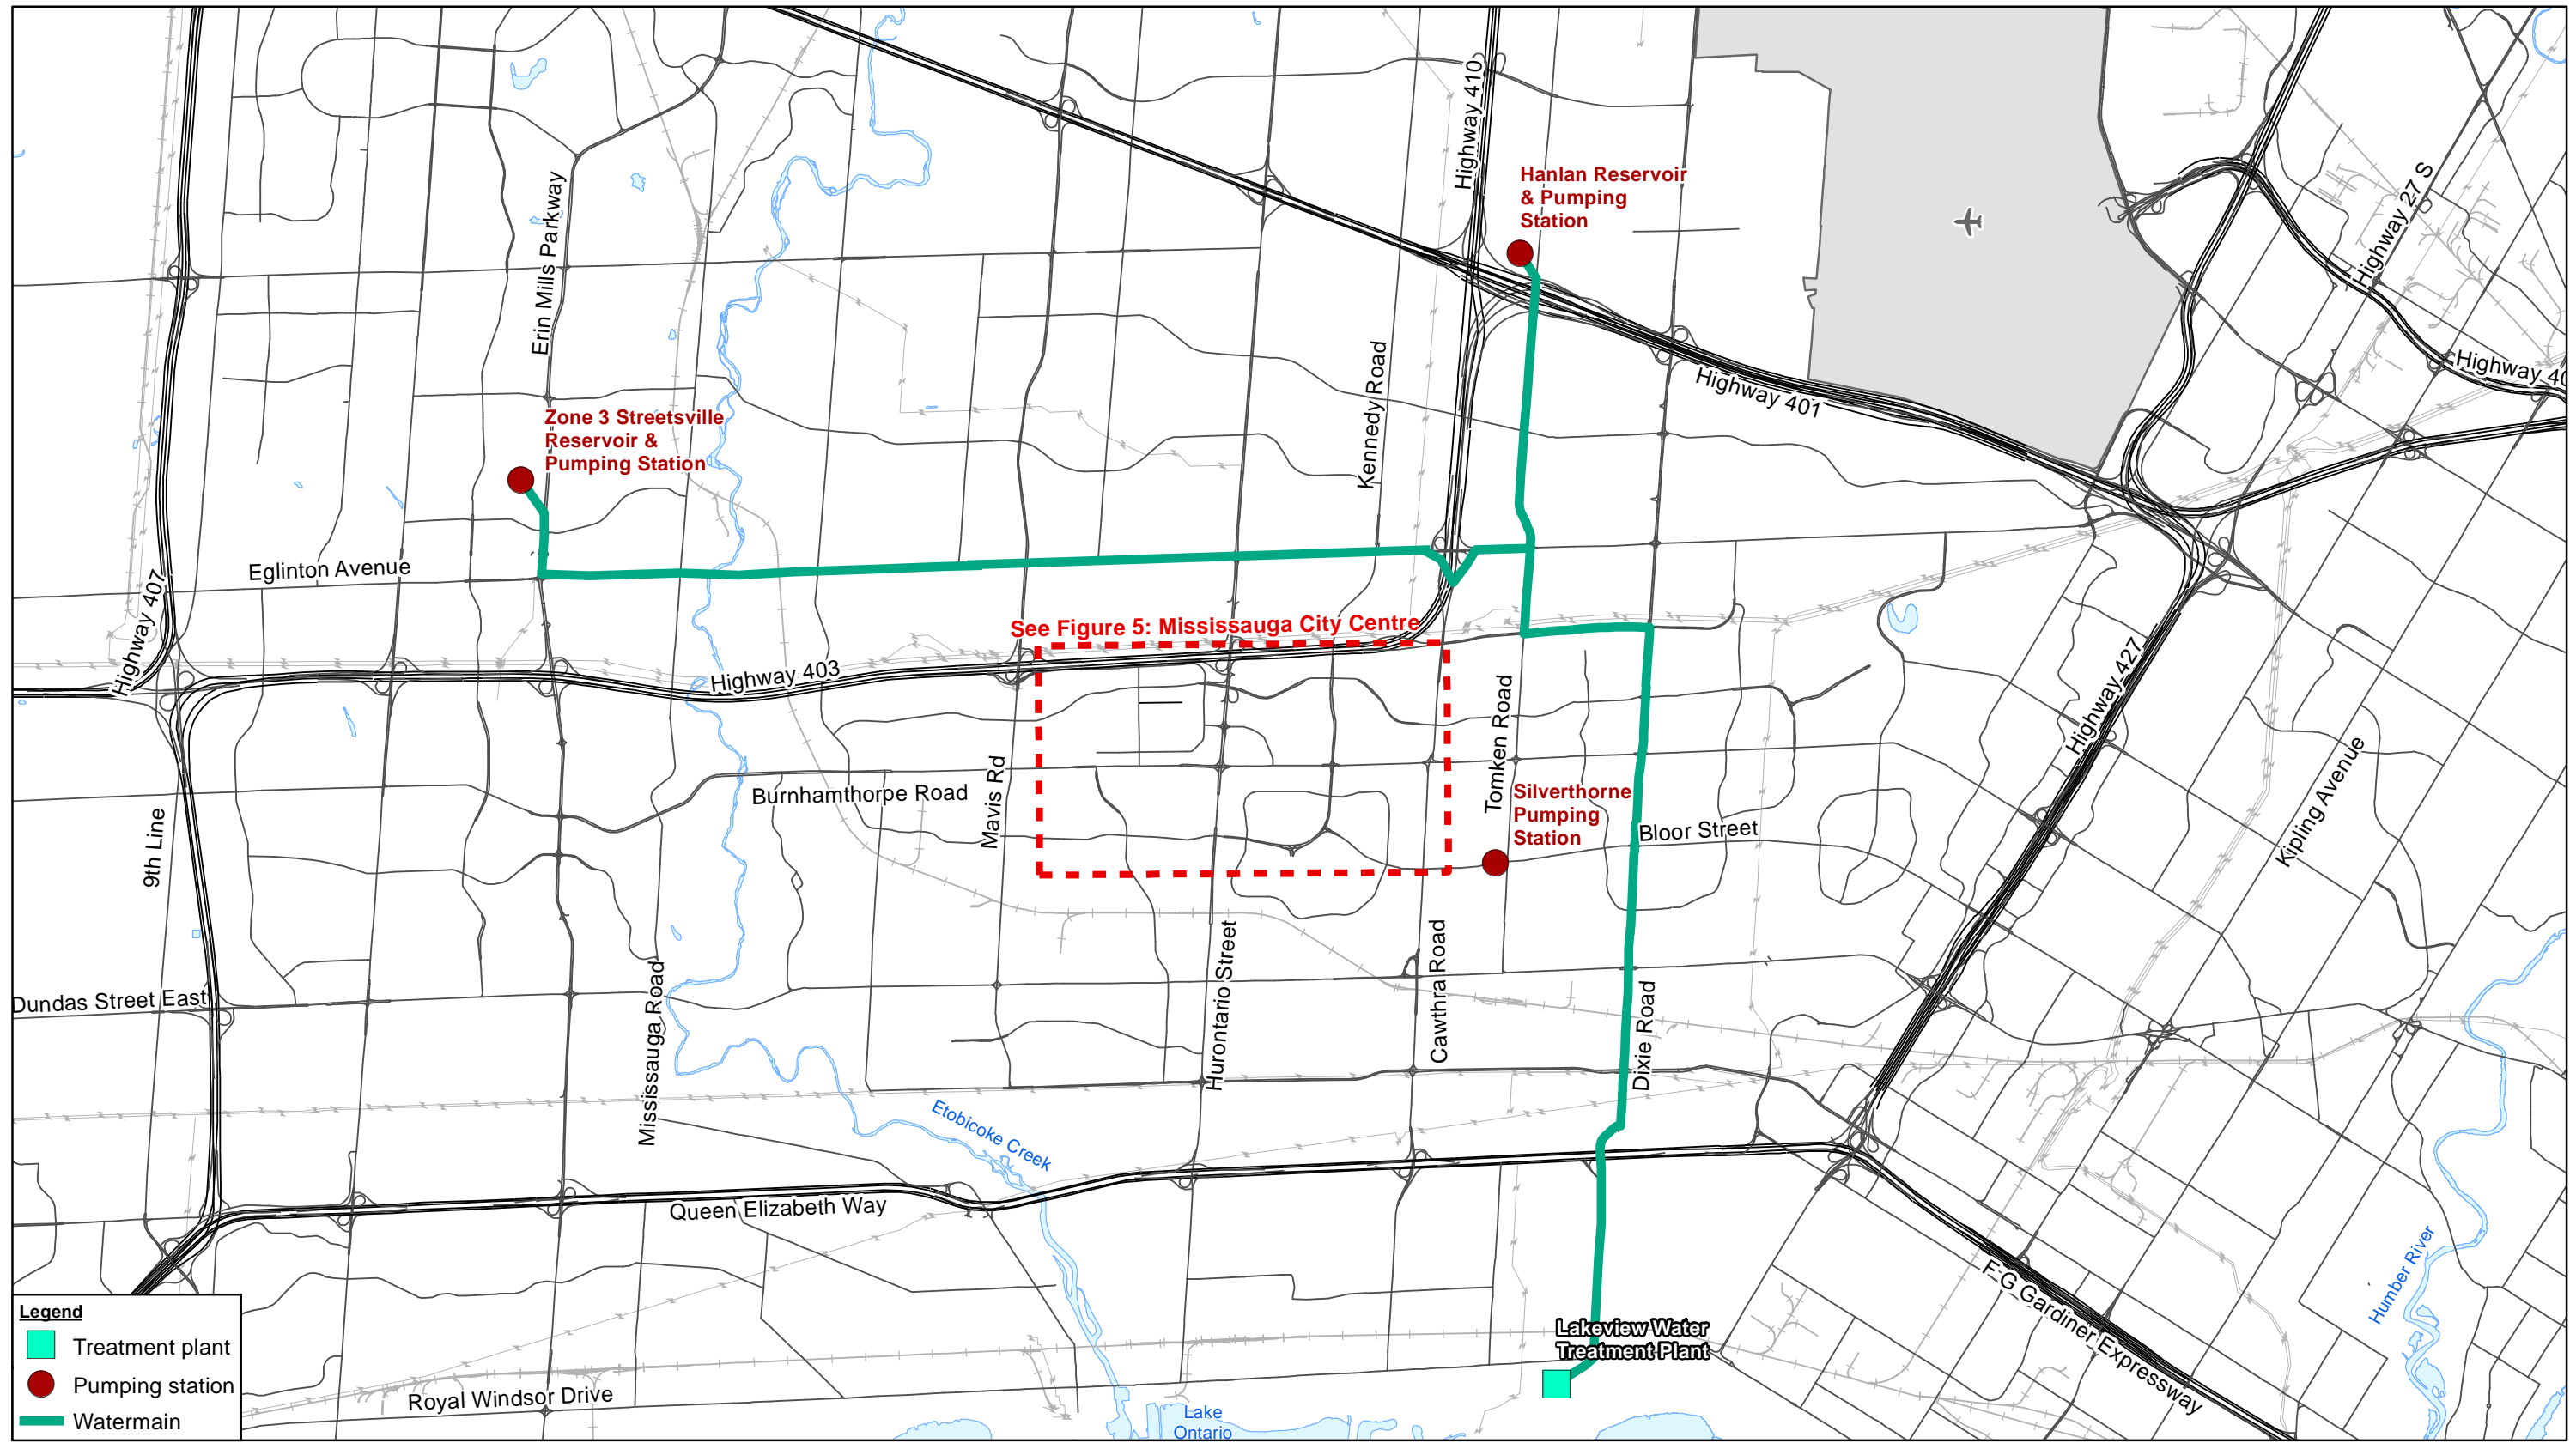 Highway 410
Hanlan Reservoir
& Pumping
Station
Highway 27 S
Erin Mills Parkway
Highway 40
Kennedy Road
Highway 401
Zone 3 Streetsville
Reservoir &
Pumping Station
Eglinton Avenue
Highway 407
See Figure 5: Mississauga City Centre
Highway 403
Highway 427
Tomken Road
Mavis Rd
Burnhamthorpe Road
Silverthorne
Pumping
Station
Bloor Street
Kipling Avenue
9th Line
Hurontario Street
Cawthra Road
Dundas Street East
Mississauga Road
Dixie Road
Etobicoke Creek
Queen Elizabeth Way
Humber River
F G Gardiner Expressway
Legend
Treatment plant
Pumping station
Watermain
Lakeview Water
Treatment Plant
Royal Windsor Drive
Lake
Ontario